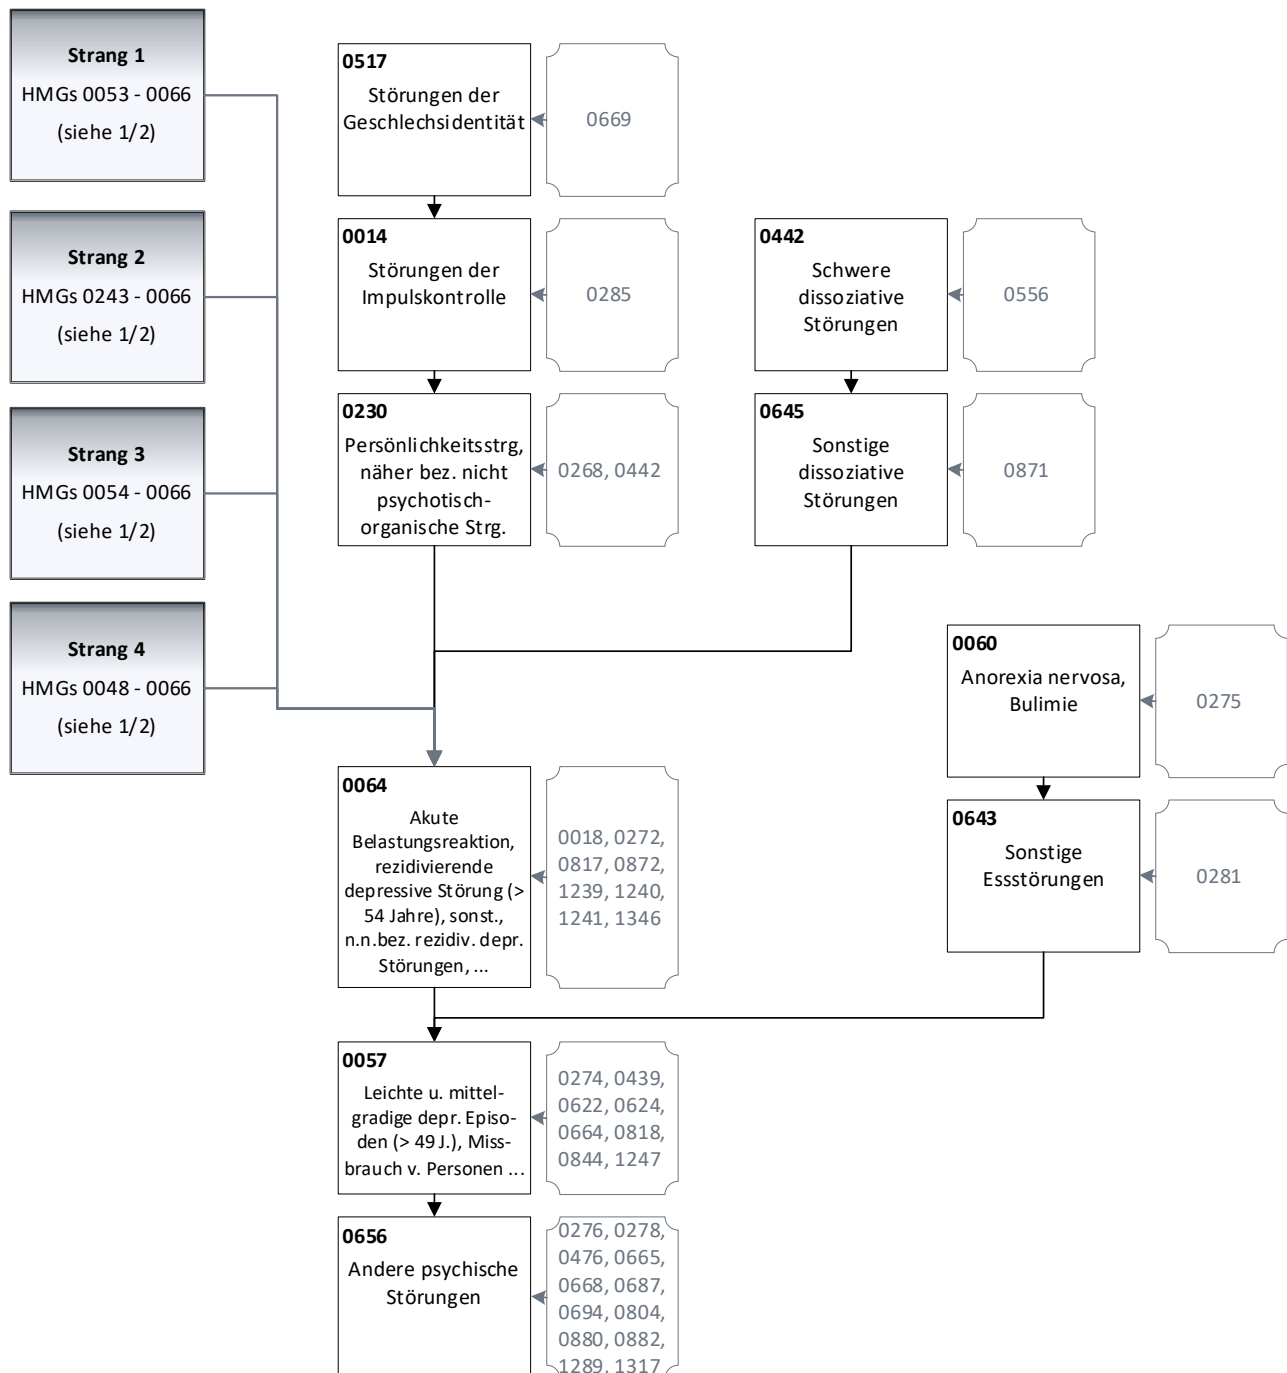 Strang 1
HMGs 0053 - 0066
(siehe 1/2)
Strang 2
HMGs 0243 - 0066
(siehe 1/2)
Strang 3
HMGs 0054 - 0066
(siehe 1/2)
Strang 4
HMGs 0048 - 0066
(siehe 1/2)
0517
Störungen der
Geschlechsidentität
0669
0014
Störungen der
Impulskontrolle
0285
0442
Schwere
dissoziative
Störungen
0556
0230
Persönlichkeitsstrg,
näher bez. nicht
psychotisch-
organische Strg.
0268, 0442
0645
Sonstige
dissoziative
Störungen
0871
0060
Anorexia nervosa,
Bulimie
0275
0064
Akute
Belastungsreaktion,
rezidivierende
depressive Störung (>
54 Jahre), sonst.,
n.n.bez. rezidiv. depr.
Störungen, ...
0018, 0272,
0817, 0872,
1239, 1240,
1241, 1346
0643
Sonstige
Essstörungen
0281
0057
Leichte u. mittel-
gradige depr. Episo-
den (> 49 J.), Miss-
brauch v. Personen ...
0274, 0439,
0622, 0624,
0664, 0818,
0844, 1247
0656
Andere psychische
Störungen
0276, 0278,
0476, 0665,
0668, 0687,
0694, 0804,
0880, 0882,
1289, 1317